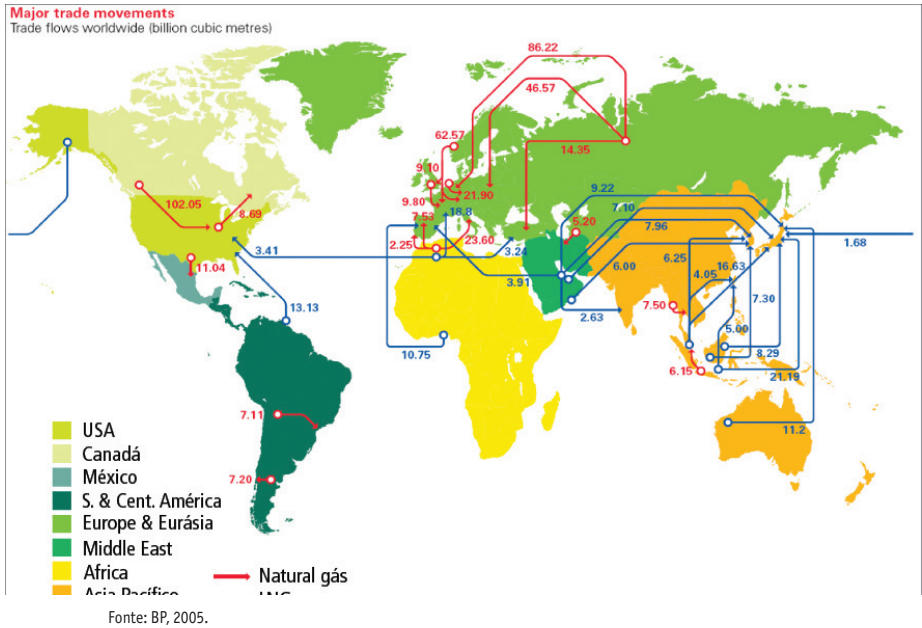 Major trade movements
Trade flows worldwide (billion cubic metres)
86.22
46.57
62.57
14.35
9.10
9.22
102.05
21.90
7.10
8.69
9.80
18.8
7.53
5.20
7.96
2.25
23.60
3.24
1.68
3.41
6.25
6.00
16.63
11.04
3.91
4.05
7.30
13.13
7.50
2.63
5.00
10.75
8.29
6.15
21.19
7.11
11.2
USA
Canadá
México
7.20
S. & Cent. América
Europe & Eurásia
Middle East
Africa
Natural gás
Asia Pacífico
LNG
Fonte: BP, 2005.